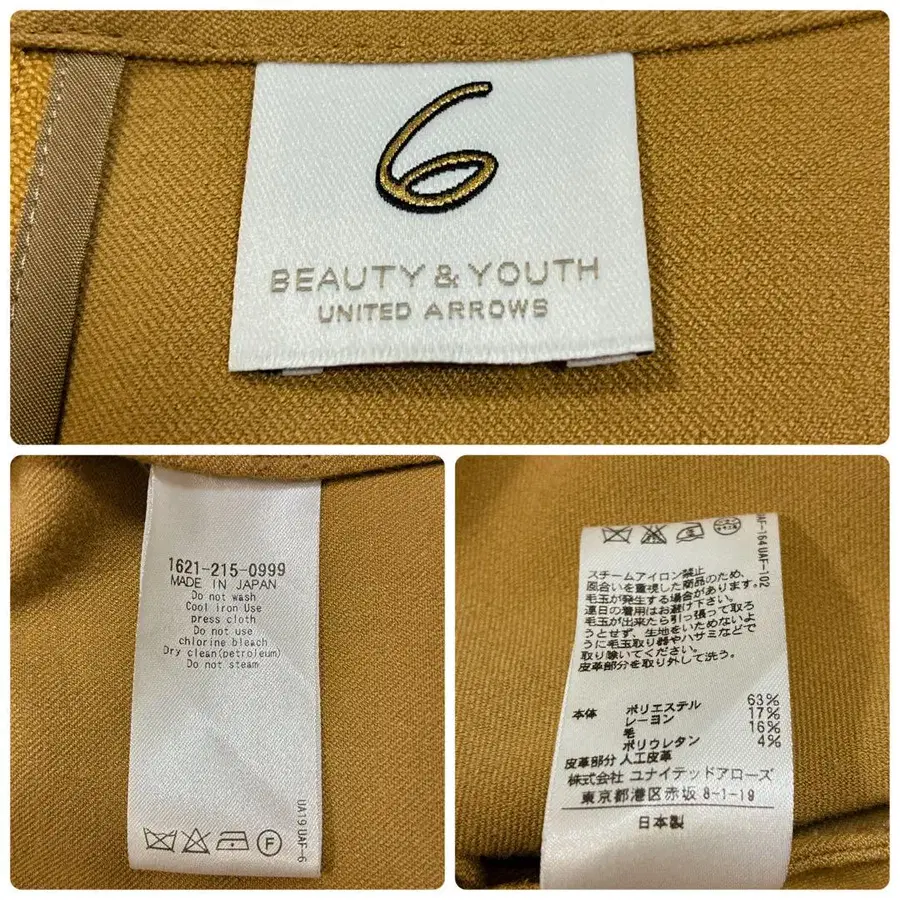 6
BEAUTY & YOUTH
UNITED ARROWS
1621-215-0999
MADE IN JAPAN
Do not wash
Cool iron Use
press cloth
Do not use
chlorine bleach
Dry clean(petroleum)
Do not steam
F
UA19 UAF-6
UAF-164 UAF-102
スチームアイロン禁止
風合いを重視した商品のため、
毛玉が発生する場合があります。
連日の着用はお避け下さい。
毛玉が出来たら引っ張って取ろ
うとせず、生地をいためないよ
うに毛玉取り器やハサミなどで
取り除いてください。
皮革部分を取り外して洗う。
本体 ポリエステル 63%
レーヨン 17%
毛 16%
ポリウレタン 4%
皮革部分 人工皮革
株式会社 ユナイテッドアローズ
東京都港区赤坂 8-1-19
日本製